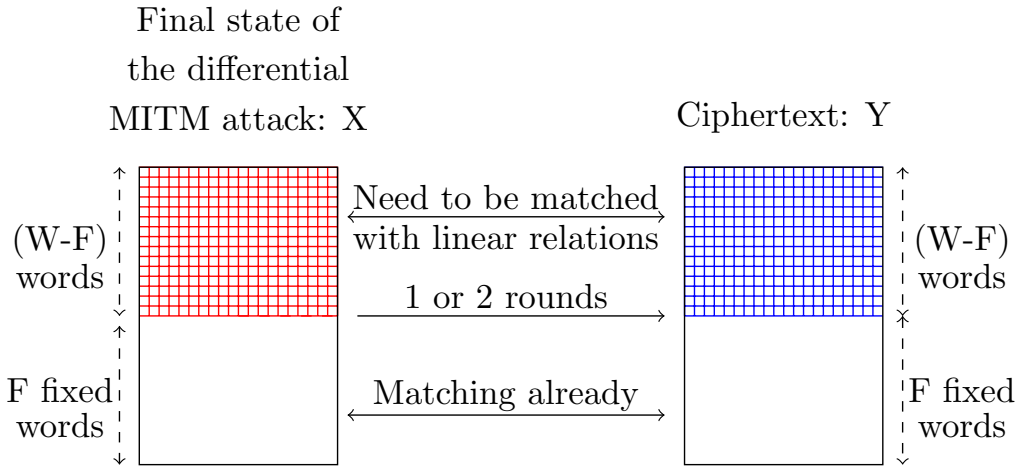 Final state of
the differential
MITM attack: X
Ciphertext: Y
(W-F)
words
Need to be matched
with linear relations
1 or 2 rounds
(W-F)
words
F fixed
words
Matching already
F fixed
words